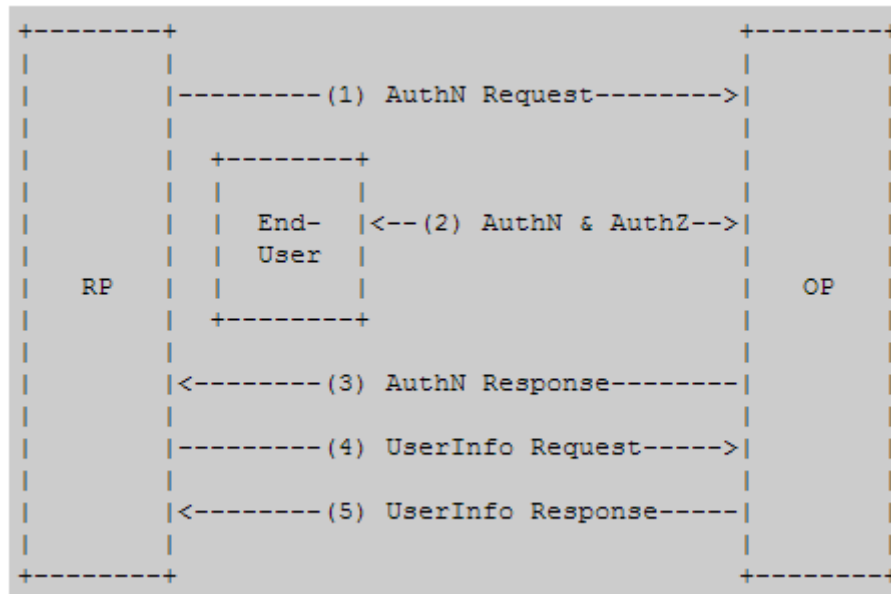 +--------+                                   +--------+
|        |                                   |        |
|        |---------(1) AuthN Request-------->|        |
|        |                                   |        |
|        |  +--------+                       |        |
|        |  |        |                       |        |
|        |  |  End-  |<--(2) AuthN & AuthZ-->|        |
|        |  |  User  |                       |        |
|   RP   |  |        |                       |   OP   |
|        |  +--------+                       |        |
|        |                                   |        |
|        |<--------(3) AuthN Response--------|        |
|        |                                   |        |
|        |---------(4) UserInfo Request----->|        |
|        |                                   |        |
|        |<--------(5) UserInfo Response-----|        |
|        |                                   |        |
+--------+                                   +--------+